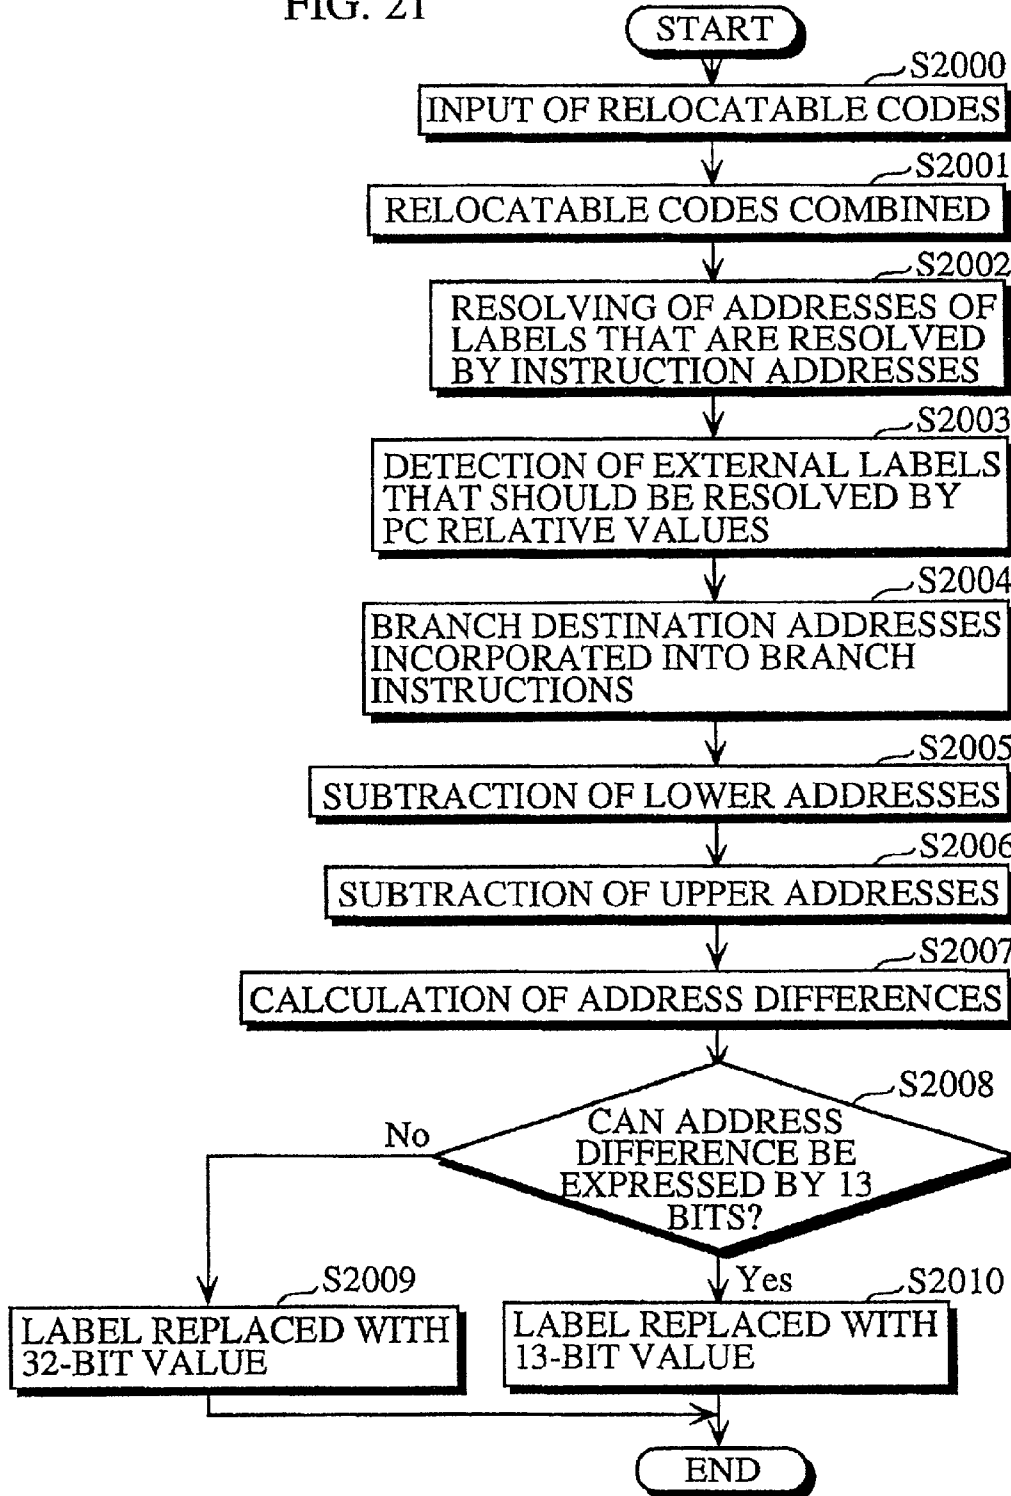 FIG. 21
START
S2000
INPUT OF RELOCATABLE CODES
S2001
RELOCATABLE CODES COMBINED
S2002
RESOLVING OF ADDRESSES OF
LABELS THAT ARE RESOLVED
BY INSTRUCTION ADDRESSES
S2003
DETECTION OF EXTERNAL LABELS
THAT SHOULD BE RESOLVED BY
PC RELATIVE VALUES
S2004
BRANCH DESTINATION ADDRESSES
INCORPORATED INTO BRANCH
INSTRUCTIONS
S2005
SUBTRACTION OF LOWER ADDRESSES
S2006
SUBTRACTION OF UPPER ADDRESSES
S2007
CALCULATION OF ADDRESS DIFFERENCES
S2008
CAN ADDRESS
DIFFERENCE BE
EXPRESSED BY 13
BITS?
No
Yes
S2009
LABEL REPLACED WITH
32-BIT VALUE
S2010
LABEL REPLACED WITH
13-BIT VALUE
END